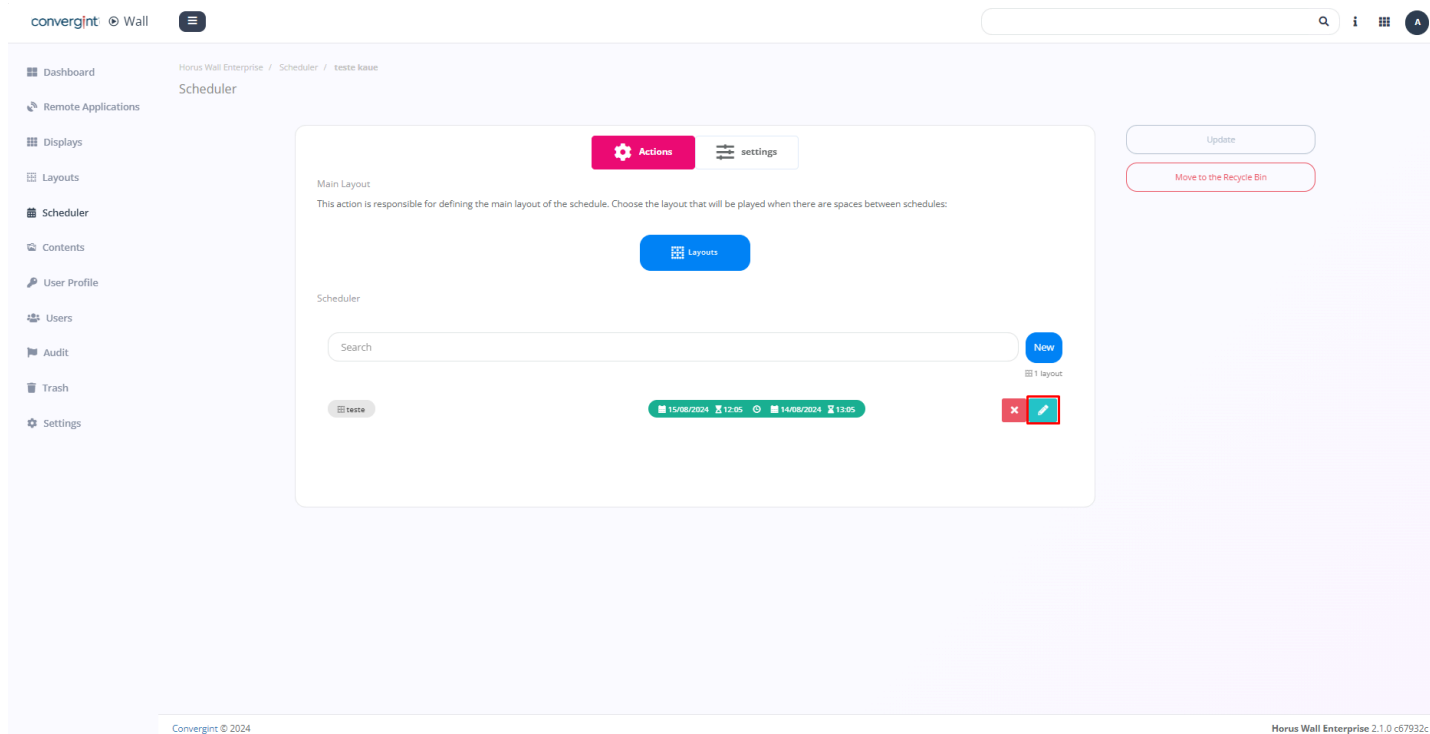 convergint Wall
A
Dashboard
Remote Applications
Displays
Layouts
Scheduler
Contents
User Profile
Users
Audit
Trash
Settings
Horus Wall Enterprise / Scheduler / teste kaue
Scheduler
Actions
settings
Main Layout
This action is responsible for defining the main layout of the schedule. Choose the layout that will be played when there are spaces between schedules:
Layouts
Scheduler
Search
New
1 layout
teste
15/08/2024 12:05 14/08/2024 13:05
Update
Move to the Recycle Bin
Convergint © 2024
Horus Wall Enterprise 2.1.0 c67932c